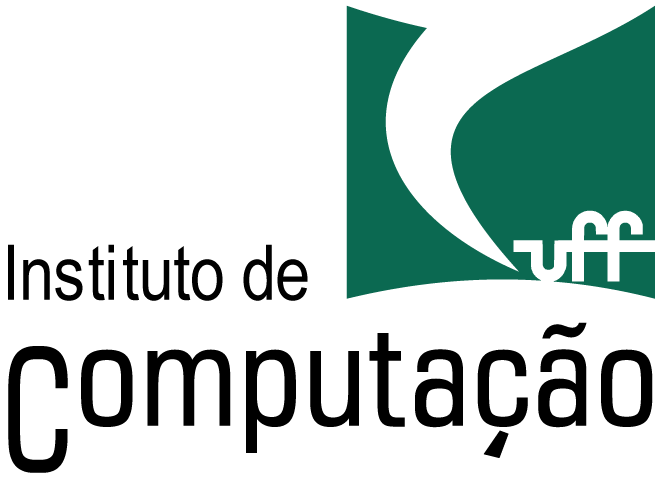 uff
Instituto de
Computação